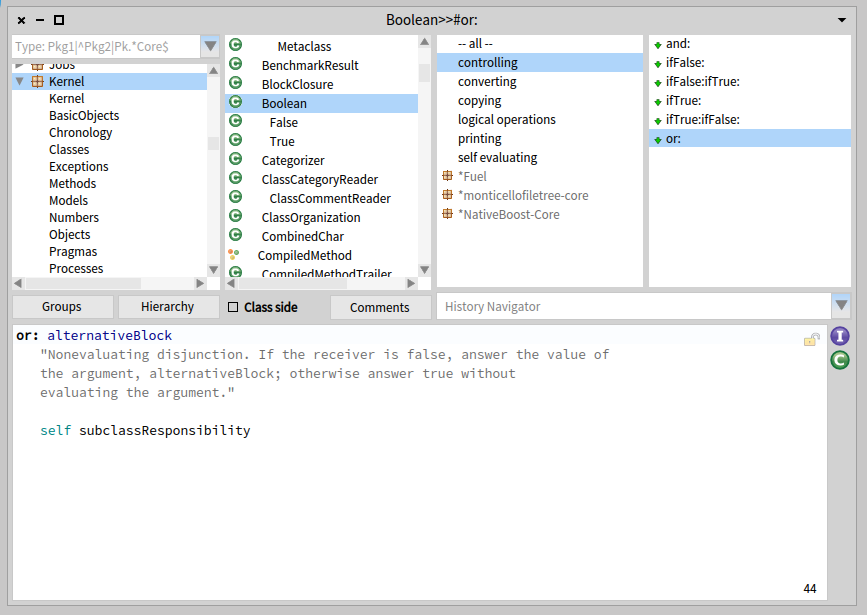 Boolean>>#or:
Type: Pkg1|^Pkg2|Pk.*Core$
Jobs
Kernel
Kernel
BasicObjects
Chronology
Classes
Exceptions
Methods
Models
Numbers
Objects
Pragmas
Processes
Metaclass
BenchmarkResult
BlockClosure
Boolean
False
True
Categorizer
ClassCategoryReader
ClassCommentReader
ClassOrganization
CombinedChar
CompiledMethod
CompiledMethodTrailer
-- all --
controlling
converting
copying
logical operations
printing
self evaluating
*Fuel
*monticellofiletree-core
*NativeBoost-Core
and:
ifFalse:
ifFalse:ifTrue:
ifTrue:
ifTrue:ifFalse:
or:
Groups
Hierarchy
Class side
Comments
History Navigator
or: alternativeBlock
"Nonevaluating disjunction. If the receiver is false, answer the value of
the argument, alternativeBlock; otherwise answer true without
evaluating the argument."
self subclassResponsibility
44